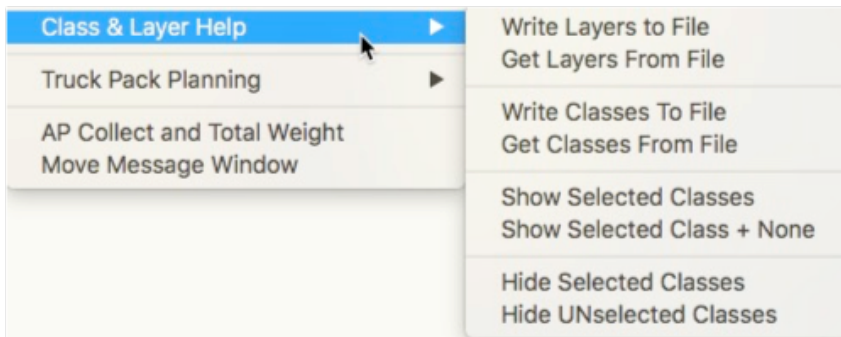 Class & Layer Help
Truck Pack Planning
AP Collect and Total Weight
Move Message Window
Write Layers to File
Get Layers From File
Write Classes To File
Get Classes From File
Show Selected Classes
Show Selected Class + None
Hide Selected Classes
Hide UNselected Classes